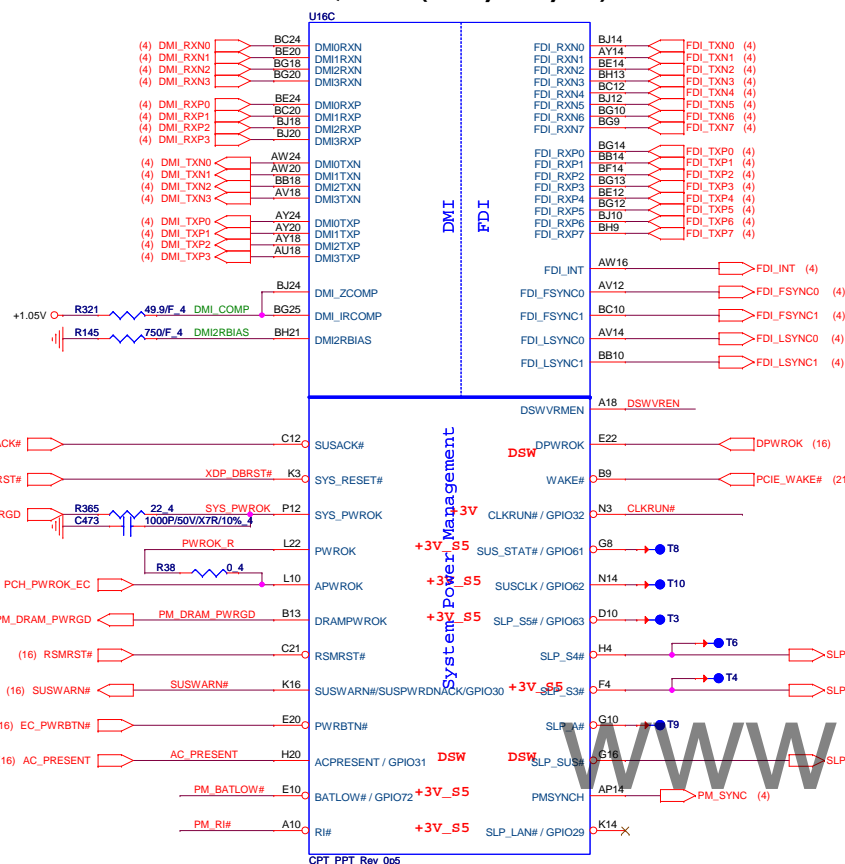 U16C
(4) DMI_RXN0 BC24 DMI0RXN FDI_RXN0 BJ14 FDI_TXN0 (4)
(4) DMI_RXN1 BE20 DMI1RXN FDI_RXN1 AY14 FDI_TXN1 (4)
(4) DMI_RXN2 BG18 DMI2RXN FDI_RXN2 BE14 FDI_TXN2 (4)
(4) DMI_RXN3 BG20 DMI3RXN FDI_RXN3 BH13 FDI_TXN3 (4)
FDI_RXN4 BC12 FDI_TXN4 (4)
(4) DMI_RXP0 BE24 DMI0RXP FDI_RXN5 BJ12 FDI_TXN5 (4)
(4) DMI_RXP1 BC20 DMI1RXP FDI_RXN6 BG10 FDI_TXN6 (4)
(4) DMI_RXP2 BJ18 DMI2RXP FDI_RXN7 BG9 FDI_TXN7 (4)
(4) DMI_RXP3 BJ20 DMI3RXP
FDI_RXP0 BG14 FDI_TXP0 (4)
(4) DMI_TXN0 AW24 DMI0TXN FDI_RXP1 BB14 FDI_TXP1 (4)
(4) DMI_TXN1 AW20 DMI1TXN FDI_RXP2 BF14 FDI_TXP2 (4)
(4) DMI_TXN2 BB18 DMI2TXN FDI_RXP3 BG13 FDI_TXP3 (4)
(4) DMI_TXN3 AV18 DMI3TXN FDI_RXP4 BE12 FDI_TXP4 (4)
FDI_RXP5 BG12 FDI_TXP5 (4)
(4) DMI_TXP0 AY24 DMI0TXP FDI_RXP6 BJ10 FDI_TXP6 (4)
(4) DMI_TXP1 AY20 DMI1TXP FDI_RXP7 BH9 FDI_TXP7 (4)
(4) DMI_TXP2 AY18 DMI2TXP
(4) DMI_TXP3 AU18 DMI3TXP
DMI
FDI
FDI_INT AW16 FDI_INT (4)
BJ24 DMI_ZCOMP FDI_FSYNC0 AV12 FDI_FSYNC0 (4)
+1.05V R321 49.9/F_4 DMI_COMP BG25 DMI_IRCOMP FDI_FSYNC1 BC10 FDI_FSYNC1 (4)
R145 750/F_4 DMI2RBIAS BH21 DMI2RBIAS FDI_LSYNC0 AV14 FDI_LSYNC0 (4)
FDI_LSYNC1 BB10 FDI_LSYNC1 (4)
System Power Management
DSWVRMEN A18 DSWVREN
ACK# C12 SUSACK# DSW DPWROK E22 DPWROK (16)
RST# XDP_DBRST# K3 SYS_RESET# WAKE# B9 PCIE_WAKE# (21
RGD R365 22_4 SYS_PWROK P12 SYS_PWROK +3V CLKRUN# / GPIO32 N3 CLKRUN#
C473 1000P/50V/X7R/10%_4
PWROK_R L22 PWROK +3V_S5 SUS_STAT# / GPIO61 G8 T8
PCH_PWROK_EC R38 0_4 L10 APWROK +3V_S5 SUSCLK / GPIO62 N14 T10
PM_DRAM_PWRGD PM_DRAM_PWRGD B13 DRAMPWROK +3V_S5 SLP_S5# / GPIO63 D10 T3
(16) RSMRST# C21 RSMRST# SLP_S4# H4 T6 SLP
(16) SUSWARN# SUSWARN# K16 SUSWARN#/SUSPWRDNACK/GPIO30 +3V_S5 SLP_S3# F4 T4 SLP
16) EC_PWRBTN# E20 PWRBTN# SLP_A# G10 T9
16) AC_PRESENT AC_PRESENT H20 ACPRESENT / GPIO31 DSW DSW SLP_SUS# G16 SLP
PM_BATLOW# E10 BATLOW# / GPIO72 +3V_S5 PMSYNCH AP14 PM_SYNC (4)
PM_RI# A10 RI# +3V_S5 SLP_LAN# / GPIO29 K14
CPT_PPT_Rev_0p5
www